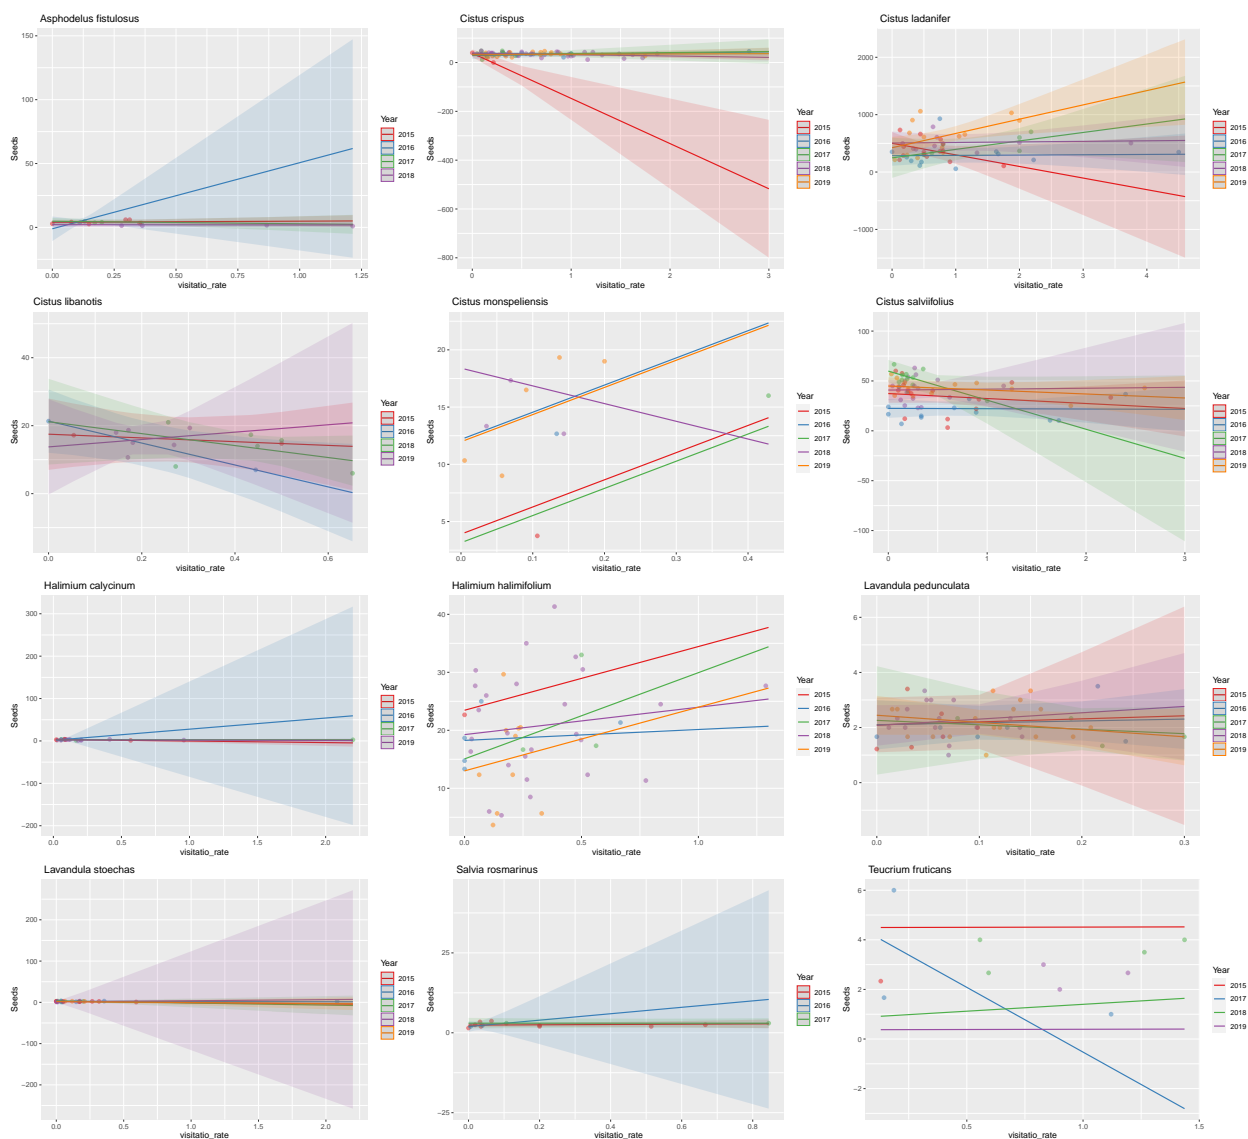 Asphodelus fistulosus
150
100
50
0
Seeds
0.00 0.25 0.50 0.75 1.00 1.25
visitatio_rate
Year
2015
2016
2017
2018
Cistus crispus
0
−200
−400
−600
−800
Seeds
0 1 2 3
visitatio_rate
Year
2015
2016
2017
2018
2019
Cistus ladanifer
2000
1000
0
−1000
Seeds
0 1 2 3 4
visitatio_rate
Year
2015
2016
2017
2018
2019
Cistus libanotis
40
20
0
Seeds
0.0 0.2 0.4 0.6
visitatio_rate
Year
2015
2016
2018
2019
Cistus monspeliensis
20
15
10
5
Seeds
0.0 0.1 0.2 0.3 0.4
visitatio_rate
Year
2015
2016
2017
2018
2019
Cistus salviifolius
100
50
0
−50
−100
Seeds
0 1 2 3
visitatio_rate
Year
2015
2016
2017
2018
2019
Halimium calycinum
300
200
100
0
−100
−200
Seeds
0.0 0.5 1.0 1.5 2.0
visitatio_rate
Year
2015
2016
2017
2019
Halimium halimifolium
40
30
20
10
Seeds
0.0 0.5 1.0
visitatio_rate
Year
2015
2016
2017
2018
2019
Lavandula pedunculata
6
4
2
0
Seeds
0.0 0.1 0.2 0.3
visitatio_rate
Year
2015
2016
2017
2018
2019
Lavandula stoechas
200
100
0
−100
−200
Seeds
0.0 0.5 1.0 1.5 2.0
visitatio_rate
Year
2015
2016
2017
2018
2019
Salvia rosmarinus
25
0
−25
Seeds
0.0 0.2 0.4 0.6 0.8
visitatio_rate
Year
2015
2016
2017
Teucrium fruticans
6
4
2
0
−2
Seeds
0.5 1.0 1.5
visitatio_rate
Year
2015
2017
2018
2019